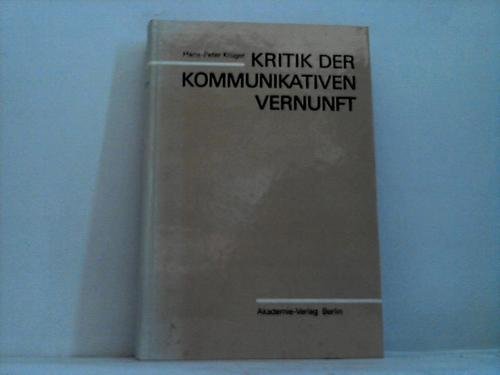 Hans-Peter Krüger
KRITIK DER
KOMMUNIKATIVEN
VERNUNFT
Akademie-Verlag Berlin